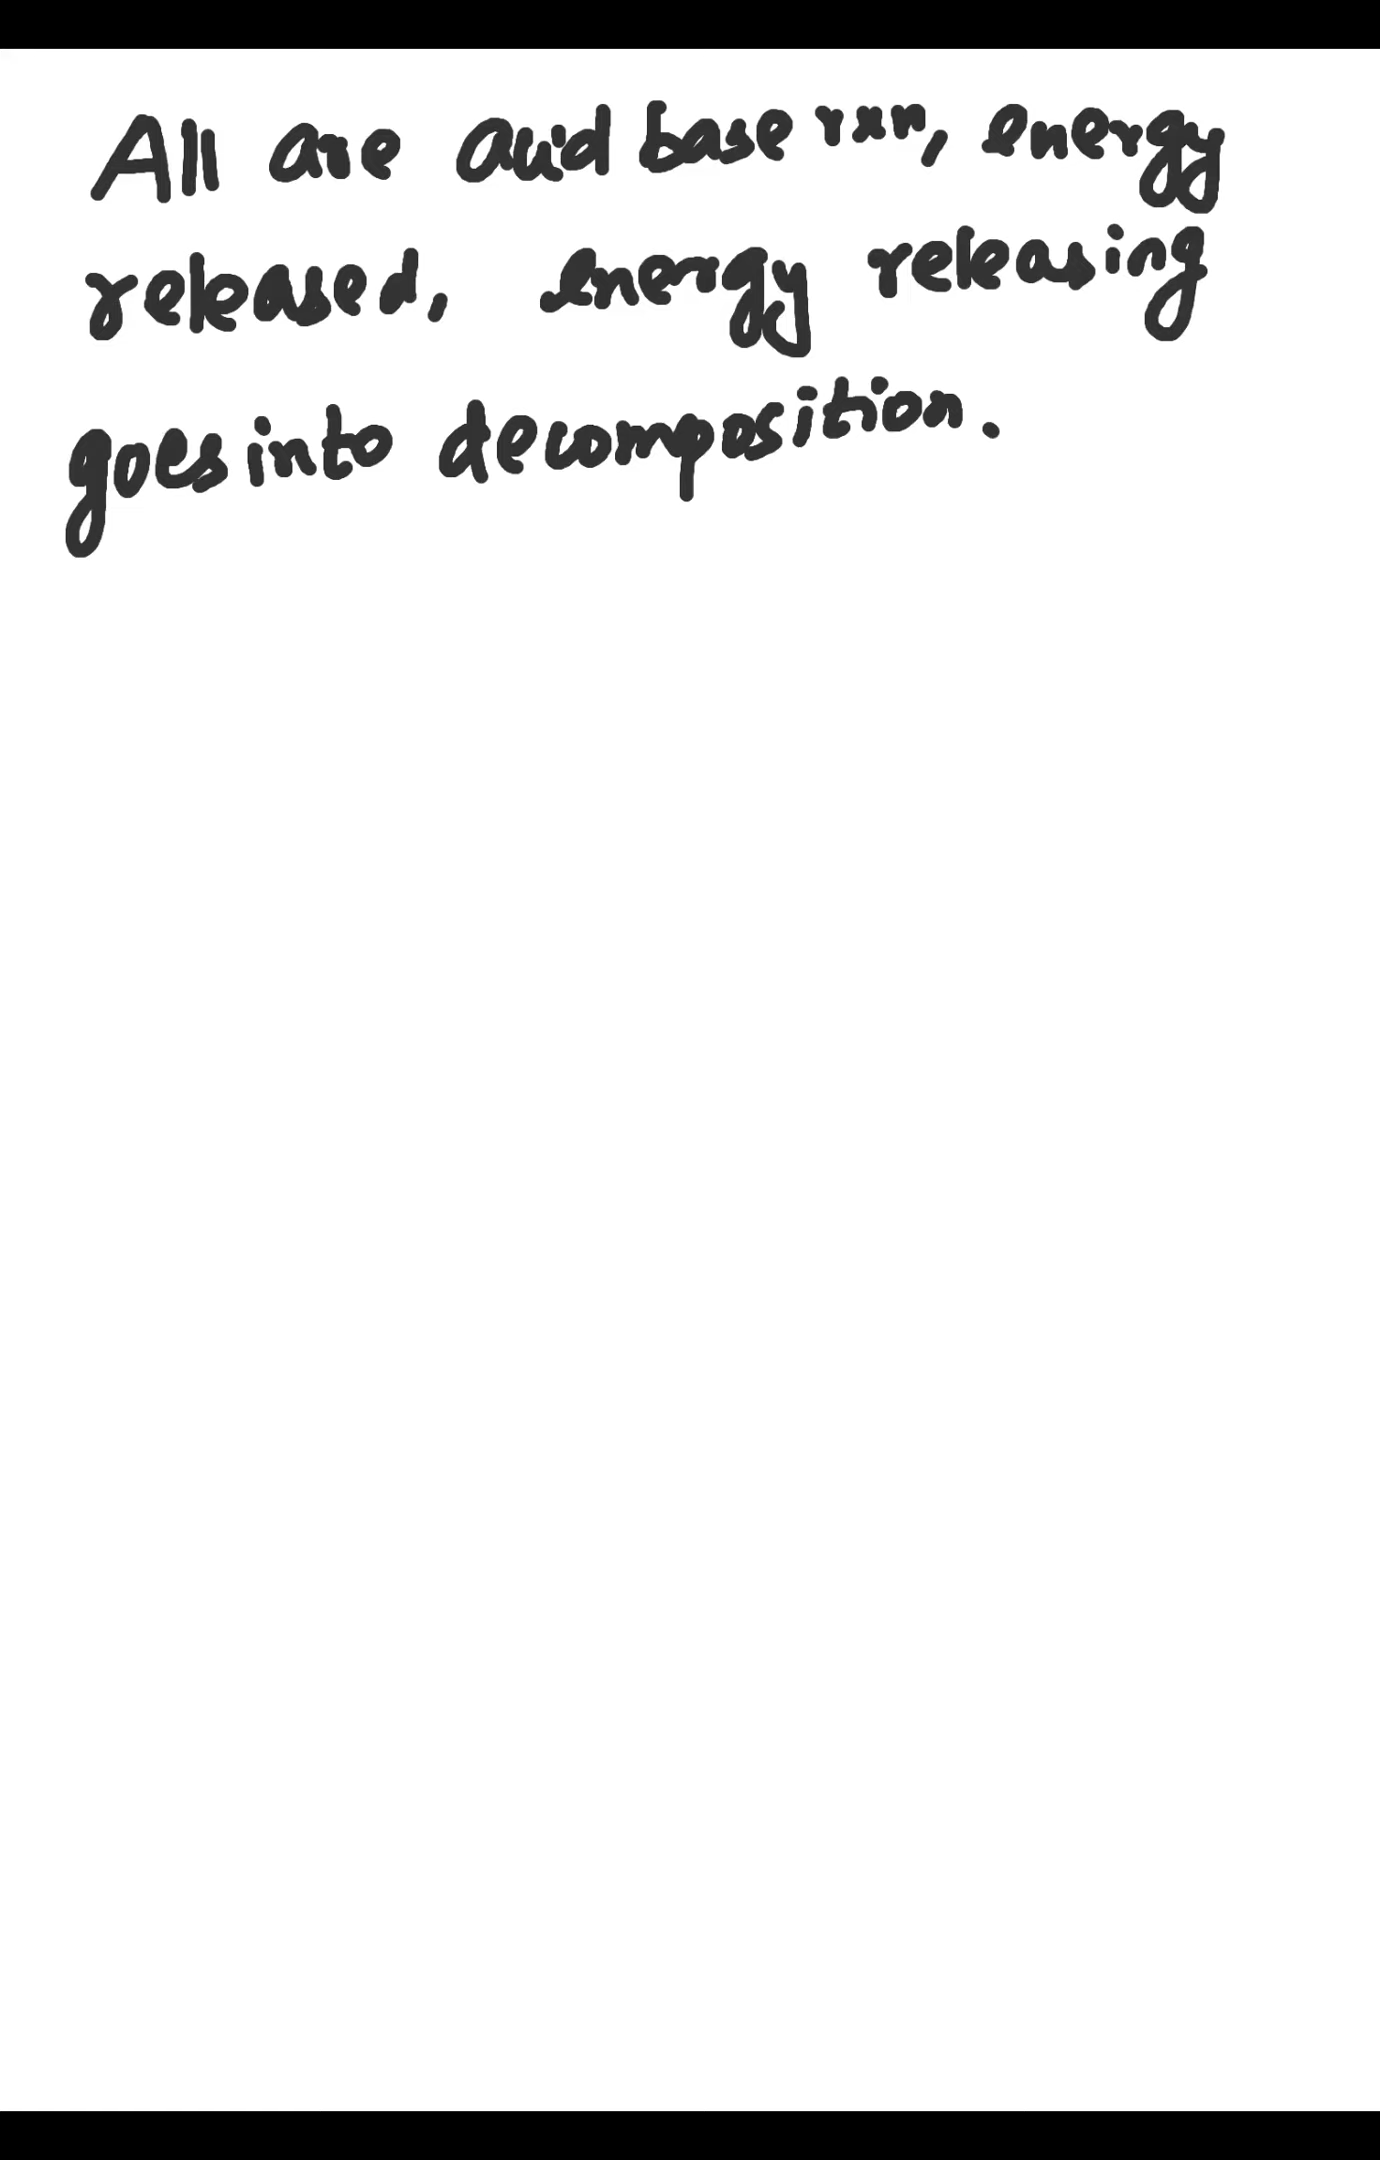 All are acid base rxn, energy
released, energy releasing
goes into decomposition.